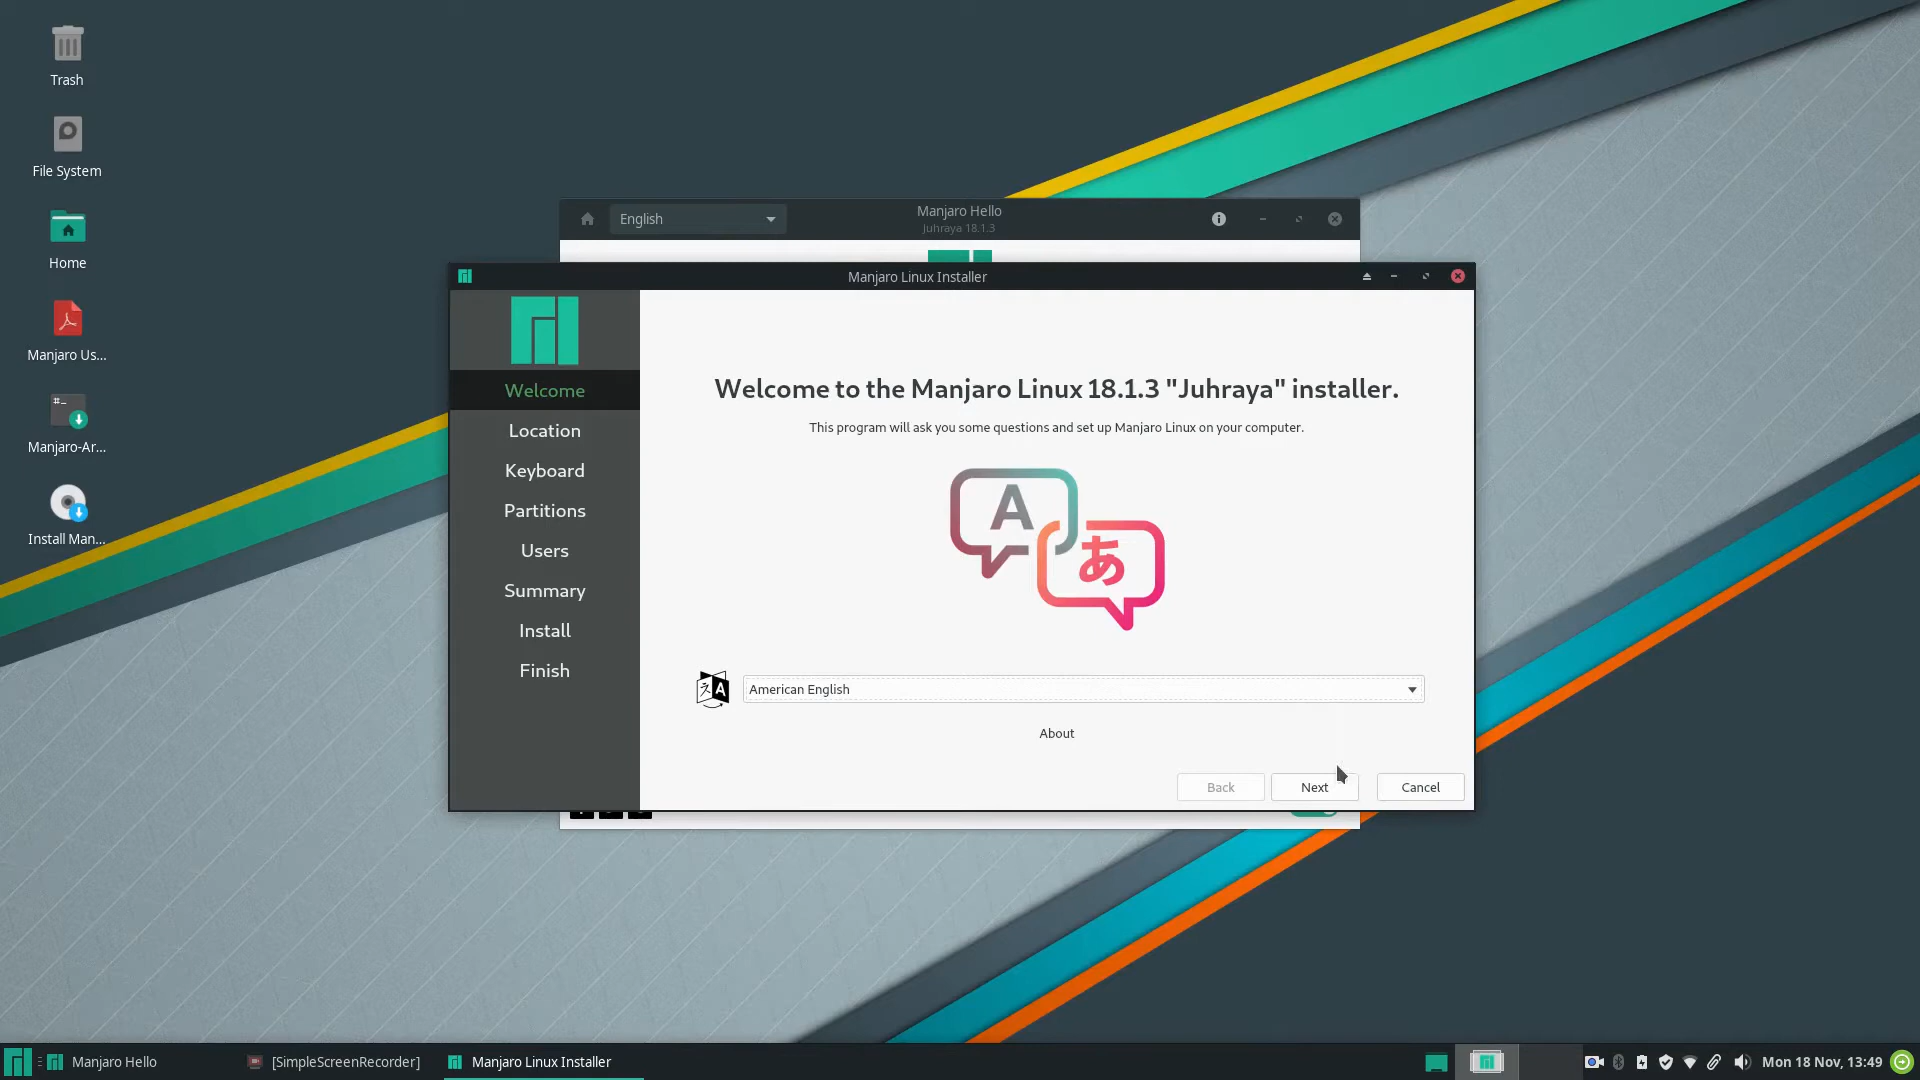 Trash
File System
Home
Manjaro Us...
Manjaro-Ar...
Install Man...
English
Manjaro Hello
Juhraya 18.1.3
Manjaro Linux Installer
Welcome
Location
Keyboard
Partitions
Users
Summary
Install
Finish
Welcome to the Manjaro Linux 18.1.3 "Juhraya" installer.
This program will ask you some questions and set up Manjaro Linux on your computer.
A
あ
American English
About
Back
Next
Cancel
Manjaro Hello
[SimpleScreenRecorder]
Manjaro Linux Installer
Mon 18 Nov, 13:49